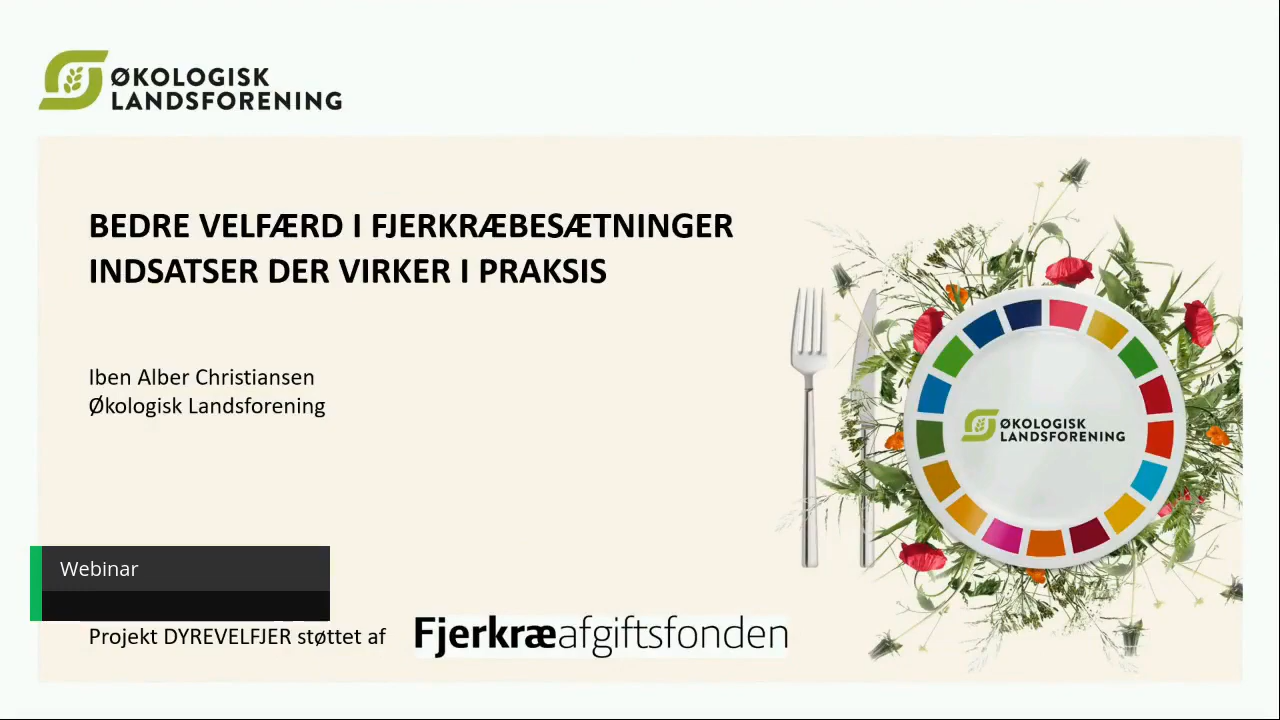 ØKOLOGISK
LANDSFORENING
BEDRE VELFÆRD I FJERKRÆBESÆTNINGER
INDSATSER DER VIRKER I PRAKSIS
Iben Alber Christiansen
Økologisk Landsforening
ØKOLOGISK
LANDSFORENING
Webinar
Projekt DYREVELFJER støttet af Fjerkræafgiftsfonden